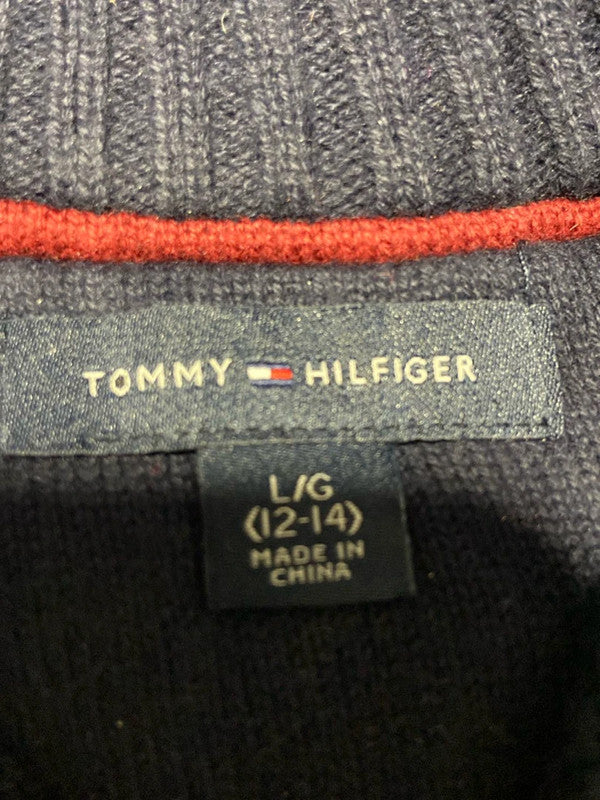 TOMMY HILFIGER
L/G
(12-14)
MADE IN
CHINA